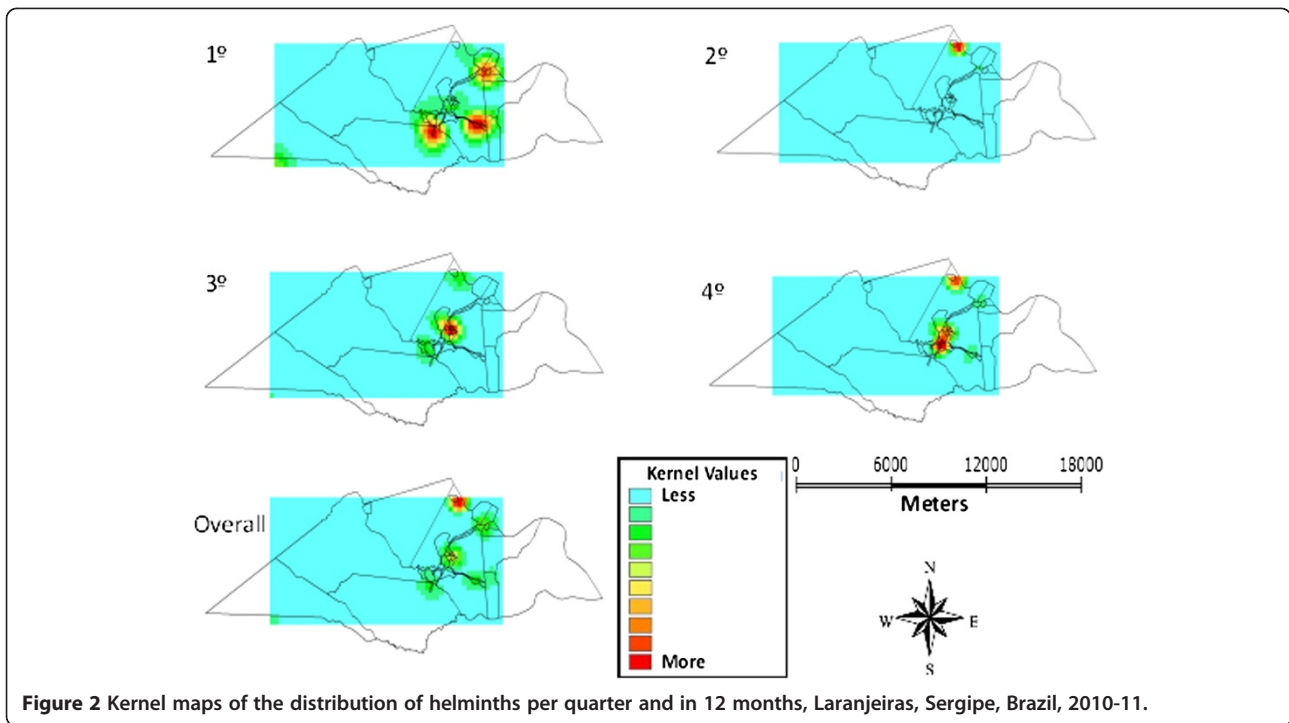 1º
2º
3º
4º
Overall
Kernel Values
Less
More
0 6000 12000 18000
Meters
N
W E
S
Figure 2 Kernel maps of the distribution of helminths per quarter and in 12 months, Laranjeiras, Sergipe, Brazil, 2010-11.